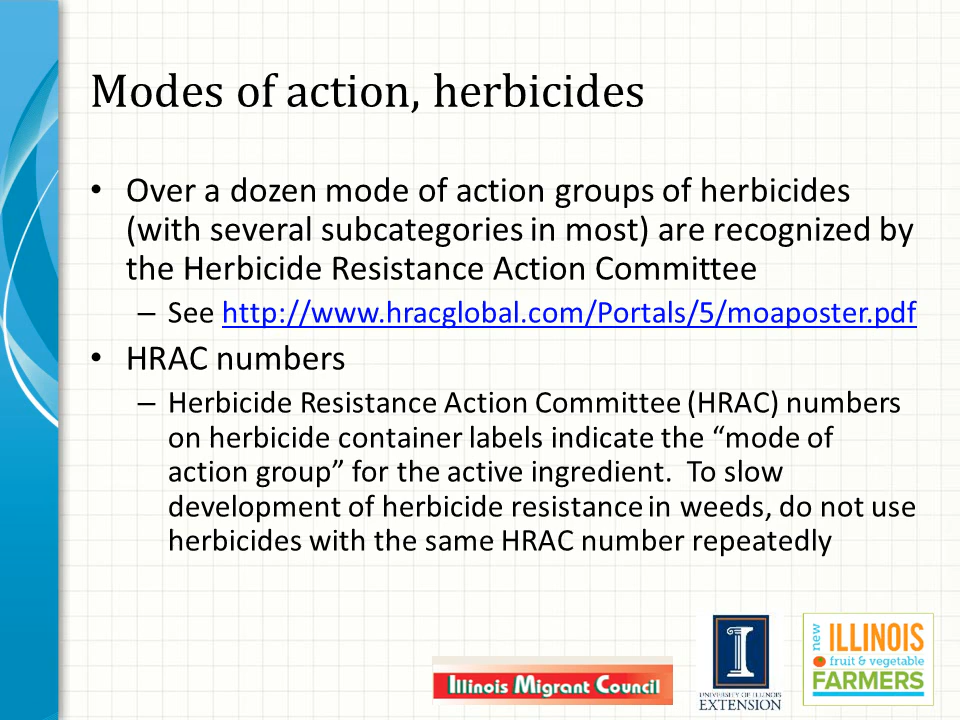 Modes of action, herbicides
• Over a dozen mode of action groups of herbicides
(with several subcategories in most) are recognized by
the Herbicide Resistance Action Committee
– See http://www.hracglobal.com/Portals/5/moaposter.pdf
• HRAC numbers
– Herbicide Resistance Action Committee (HRAC) numbers
on herbicide container labels indicate the “mode of
action group” for the active ingredient.  To slow
development of herbicide resistance in weeds, do not use
herbicides with the same HRAC number repeatedly
Illinois Migrant Council
I
UNIVERSITY OF ILLINOIS
EXTENSION
new
ILLINOIS
fruit & vegetable
FARMERS